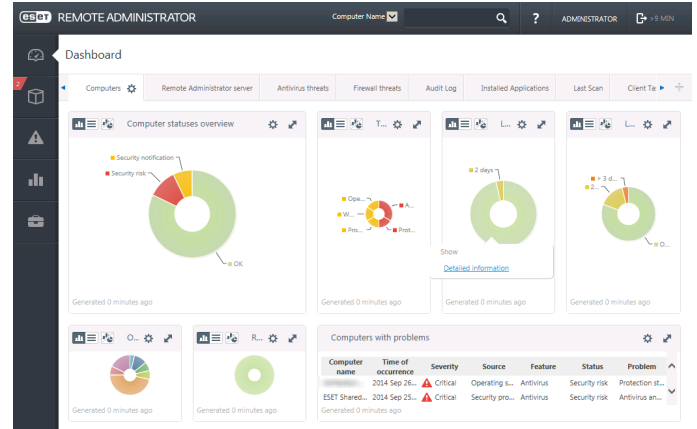 eset REMOTE ADMINISTRATOR
Computer Name
?
ADMINISTRATOR
>9 MIN
Dashboard
2
Computers
Remote Administrator server
Antivirus threats
Firewall threats
Audit Log
Installed Applications
Last Scan
Client Ta
Computer statuses overview
T...
L...
L...
Security notification
Security risk
OK
Ope...
W...
Pro...
A...
Prot...
2 days
> 3 d...
2...
O...
Show
Detailed information
Generated 0 minutes ago
Generated 0 minutes ago
Generated 0 minutes ago
Generated 0 minutes ago
O...
R...
Computers with problems
Computer name Time of occurrence Severity Source Feature Status Problem
2014 Sep 26... Critical Operating s... Antivirus Security risk Protection st...
ESET Shared... 2014 Sep 25... Critical Security pro... Antivirus Security risk Antivirus an...
Generated 0 minutes ago
Generated 0 minutes ago
Generated 0 minutes ago